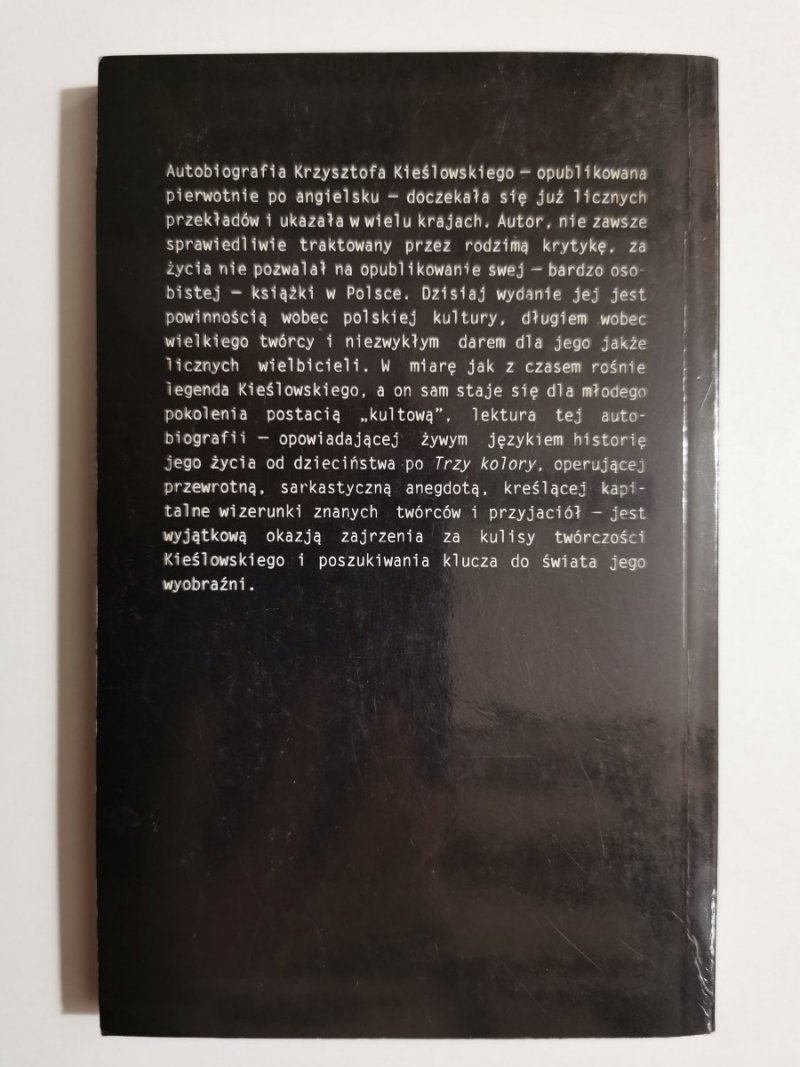 Autobiografia Krzysztofa Kieślowskiego – opublikowana
pierwotnie po angielsku – doczekała się już licznych
przekładów i ukazała w wielu krajach. Autor, nie zawsze
sprawiedliwie traktowany przez rodzimą krytykę, za
życia nie pozwalał na opublikowanie swej – bardzo oso-
bistej – książki w Polsce. Dzisiaj wydanie jej jest
powinnością wobec polskiej kultury, długiem wobec
wielkiego twórcy i niezwykłym darem dla jego jakże
licznych wielbicieli. W miarę jak z czasem rośnie
legenda Kieślowskiego, a on sam staje się dla młodego
pokolenia postacią „kultową”, lektura tej auto-
biografii – opowiadającej żywym językiem historię
jego życia od dzieciństwa po Trzy kolory, operującej
przewrotną, sarkastyczną anegdotą, kreślącej kapi-
talne wizerunki znanych twórców i przyjaciół – jest
wyjątkową okazją zajrzenia za kulisy twórczości
Kieślowskiego i poszukiwania klucza do świata jego
wyobraźni.